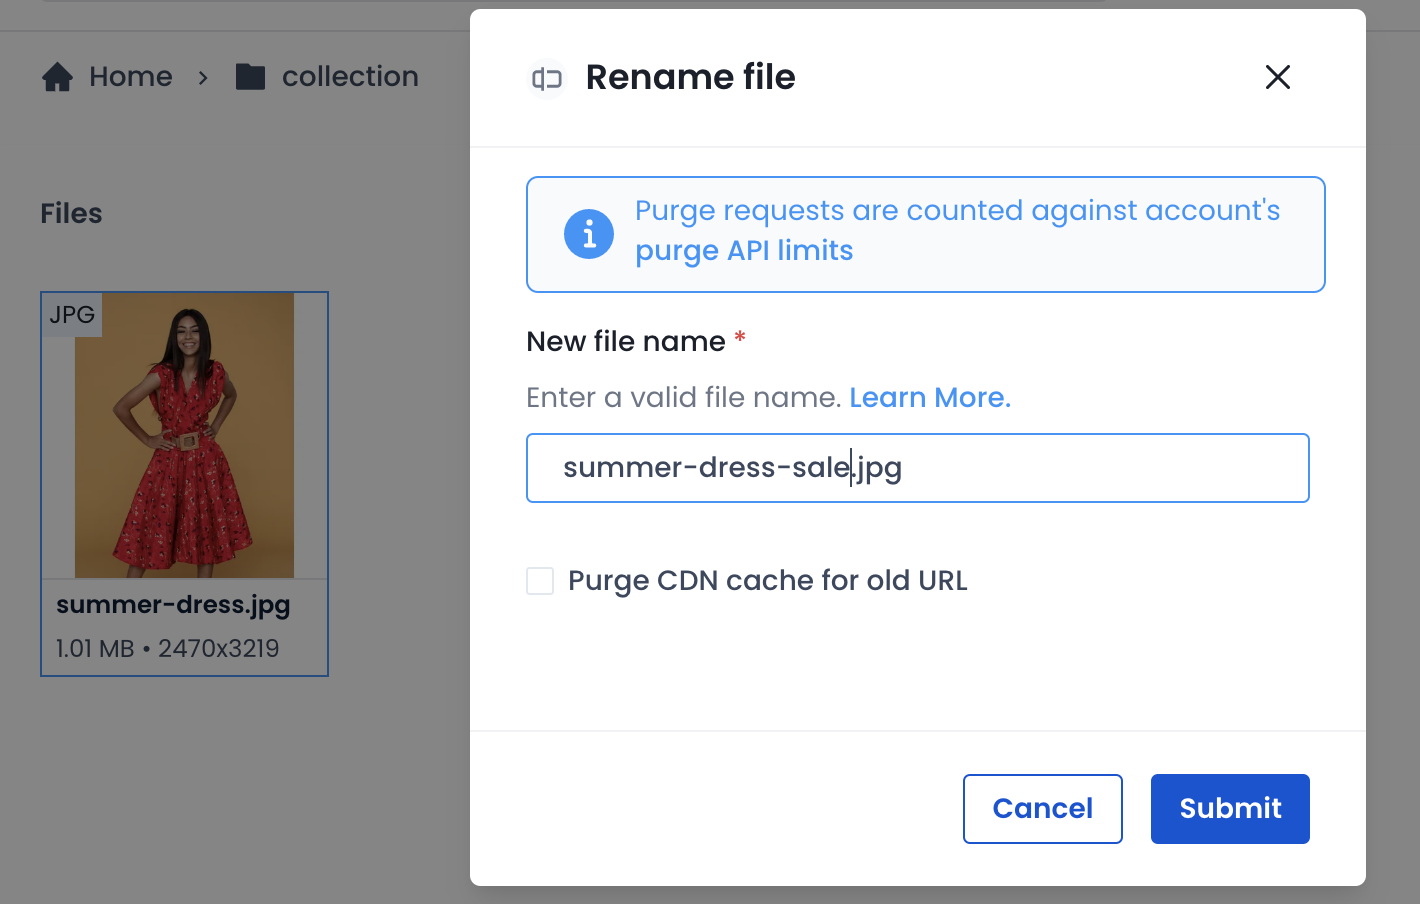 Home > collection
Files
JPG
summer-dress.jpg
1.01 MB • 2470x3219
Rename file
Purge requests are counted against account's
purge API limits
New file name *
Enter a valid file name. Learn More.
summer-dress-sale.jpg
Purge CDN cache for old URL
Cancel
Submit